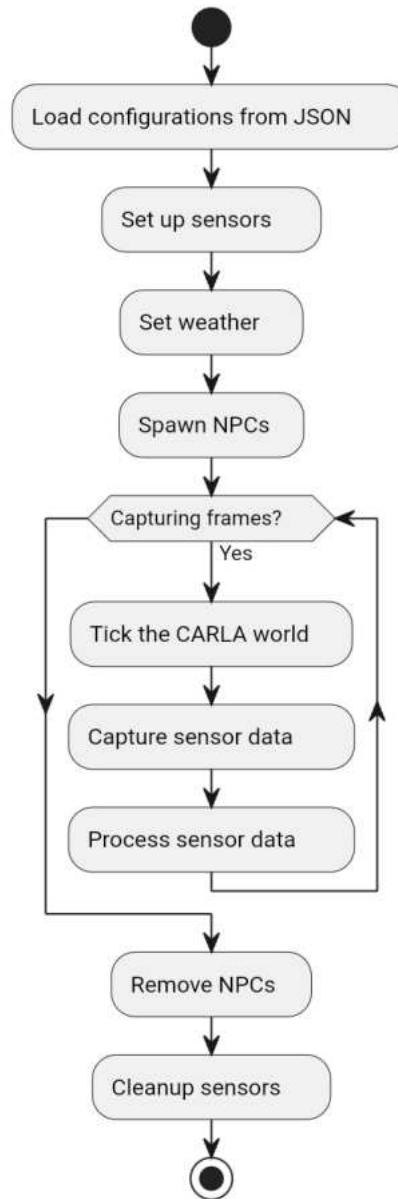 Load configurations from JSON
Set up sensors
Set weather
Spawn NPCs
Capturing frames?
Yes
Tick the CARLA world
Capture sensor data
Process sensor data
Remove NPCs
Cleanup sensors